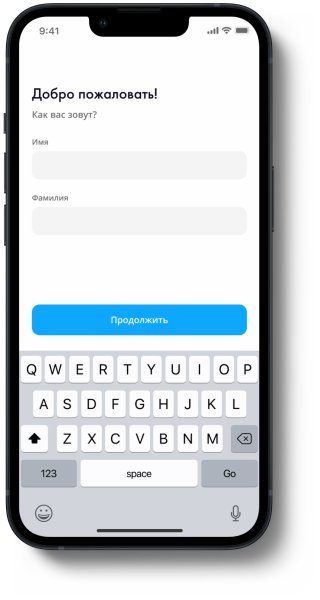 9:41
Добро пожаловать!
Как вас зовут?
Имя
Фамилия
Продолжить
Q W E R T Y U I O P
A S D F G H J K L
Z X C V B N M
123 space Go